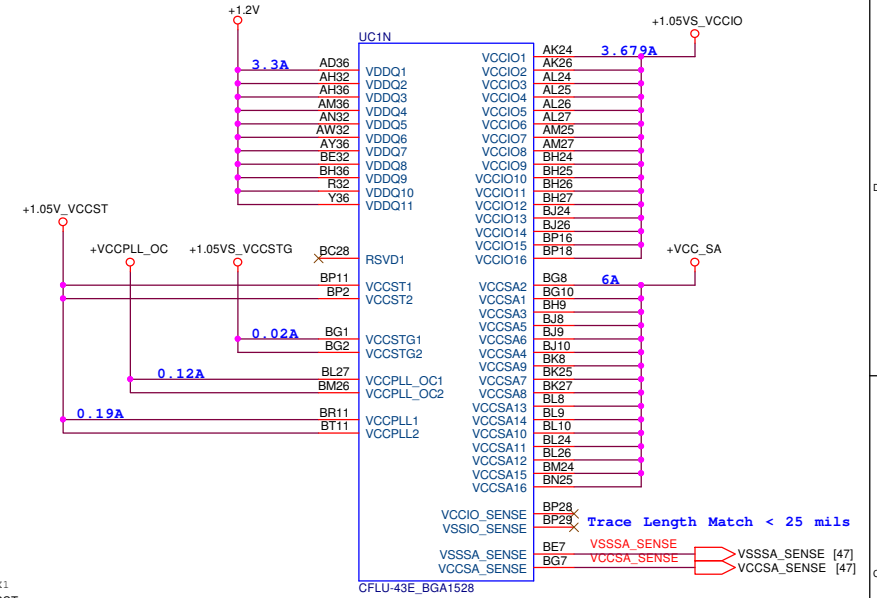 +1.2V
+1.05VS_VCCIO
UC1N
3.3A AD36 VDDQ1
AH32 VDDQ2
AH36 VDDQ3
AM36 VDDQ4
AN32 VDDQ5
AW32 VDDQ6
AY36 VDDQ7
BE32 VDDQ8
BH36 VDDQ9
R32 VDDQ10
Y36 VDDQ11
VCCIO1 AK24 3.679A
VCCIO2 AK26
VCCIO3 AL24
VCCIO4 AL25
VCCIO5 AL26
VCCIO6 AL27
VCCIO7 AM25
VCCIO8 AM27
VCCIO9 BH24
VCCIO10 BH25
VCCIO11 BH26
VCCIO12 BH27
VCCIO13 BJ24
VCCIO14 BJ26
VCCIO15 BP16
VCCIO16 BP18
+1.05V_VCCST
+VCCPLL_OC
+1.05VS_VCCSTG
BC28 RSVD1
BP11 VCCST1
BP2 VCCST2
0.02A BG1 VCCSTG1
BG2 VCCSTG2
0.12A BL27 VCCPLL_OC1
BM26 VCCPLL_OC2
0.19A BR11 VCCPLL1
BT11 VCCPLL2
+VCC_SA
VCCSA2 BG8 6A
VCCSA1 BG10
VCCSA3 BH9
VCCSA5 BJ8
VCCSA6 BJ9
VCCSA4 BJ10
VCCSA9 BK8
VCCSA7 BK25
VCCSA8 BK27
VCCSA13 BL8
VCCSA14 BL9
VCCSA10 BL10
VCCSA11 BL24
VCCSA12 BL26
VCCSA15 BM24
VCCSA16 BN25
VCCIO_SENSE BP28
VSSIO_SENSE BP29 Trace Length Match < 25 mils
VSSSA_SENSE BE7 VSSSA_SENSE VSSSA_SENSE [47]
VCCSA_SENSE BG7 VCCSA_SENSE VCCSA_SENSE [47]
CFLU-43E_BGA1528